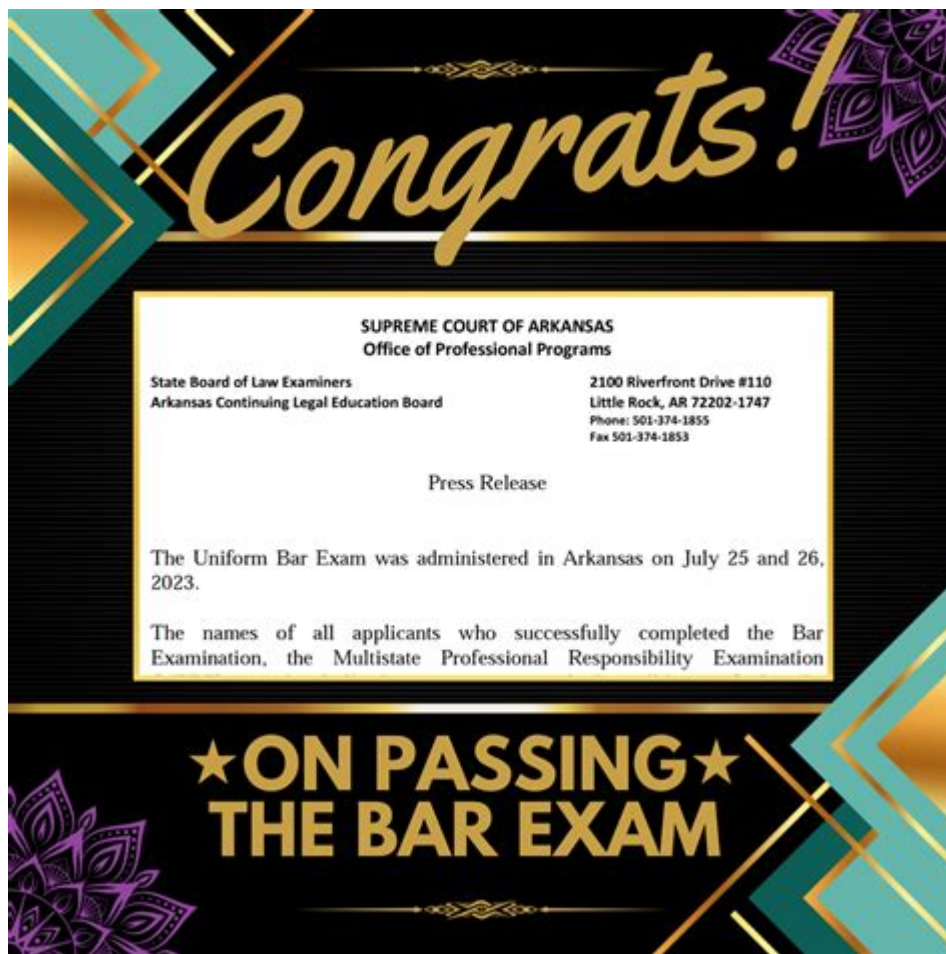 Congrats!
SUPREME COURT OF ARKANSAS
Office of Professional Programs
State Board of Law Examiners
Arkansas Continuing Legal Education Board
2100 Riverfront Drive #110
Little Rock, AR 72202-1747
Phone: 501-374-1855
Fax 501-374-1853
Press Release
The Uniform Bar Exam was administered in Arkansas on July 25 and 26,
2023.
The names of all applicants who successfully completed the Bar
Examination, the Multistate Professional Responsibility Examination
★ON PASSING★
THE BAR EXAM